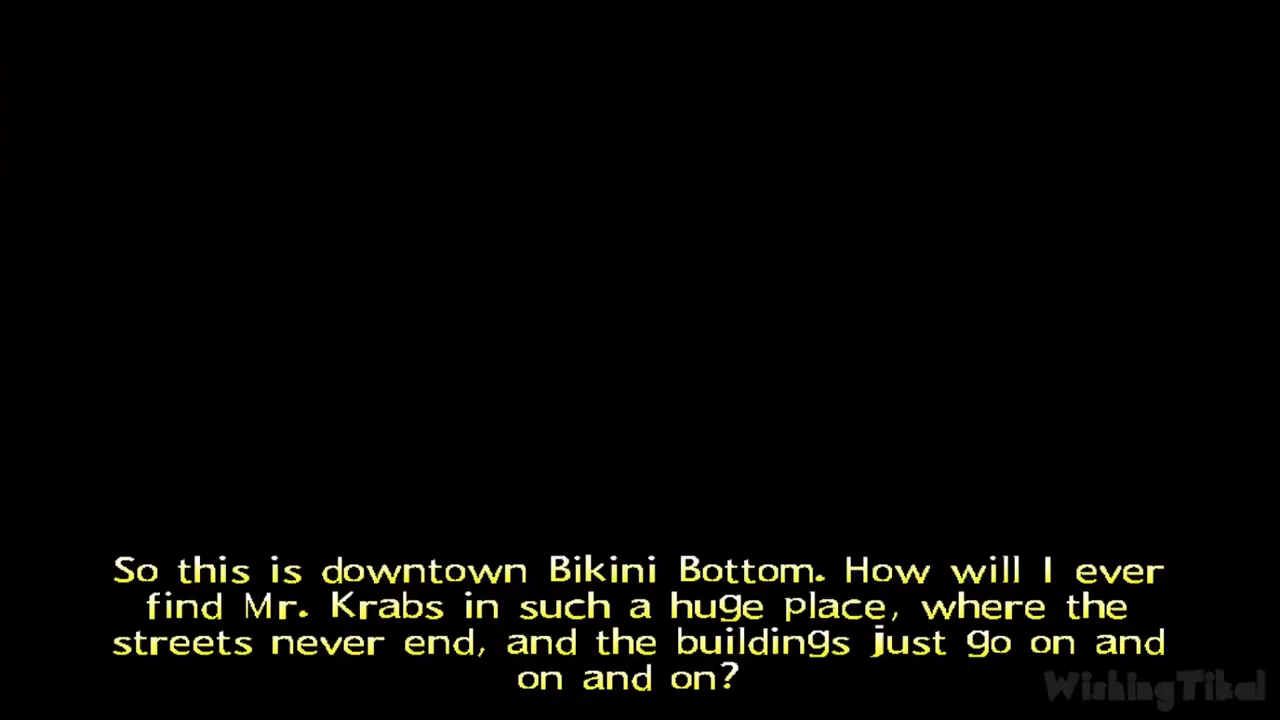 So this is downtown Bikini Bottom. How will I ever
find Mr. Krabs in such a huge place, where the
streets never end, and the buildings just go on and
on and on?
WishingTikal